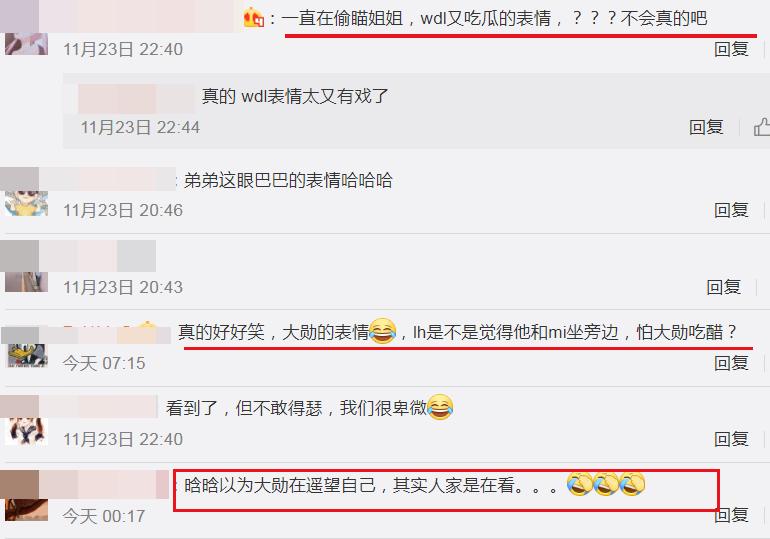 ：一直在偷瞄姐姐，wdl又吃瓜的表情，？？？不会真的吧
11月23日 22:40
回复
真的 wdl表情太又有戏了
11月23日 22:44
回复
: 弟弟这眼巴巴的表情哈哈哈
11月23日 20:46
回复
11月23日 20:43
回复
真的好好笑，大勋的表情😂，lh是不是觉得他和mi坐旁边，怕大勋吃醋？
今天 07:15
回复
看到了，但不敢得瑟，我们很卑微😂
11月23日 22:40
回复
: 晗晗以为大勋在遥望自己，其实人家是在看。。。
今天 00:17
回复